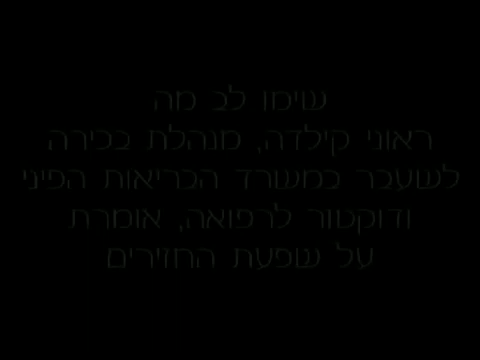 שימו לב מה
ראוני קילדה, מנהלת בכירה
לשעבר במשרד הבריאות הפיני
ודוקטור לרפואה, אומרת
על שפעת החזירים